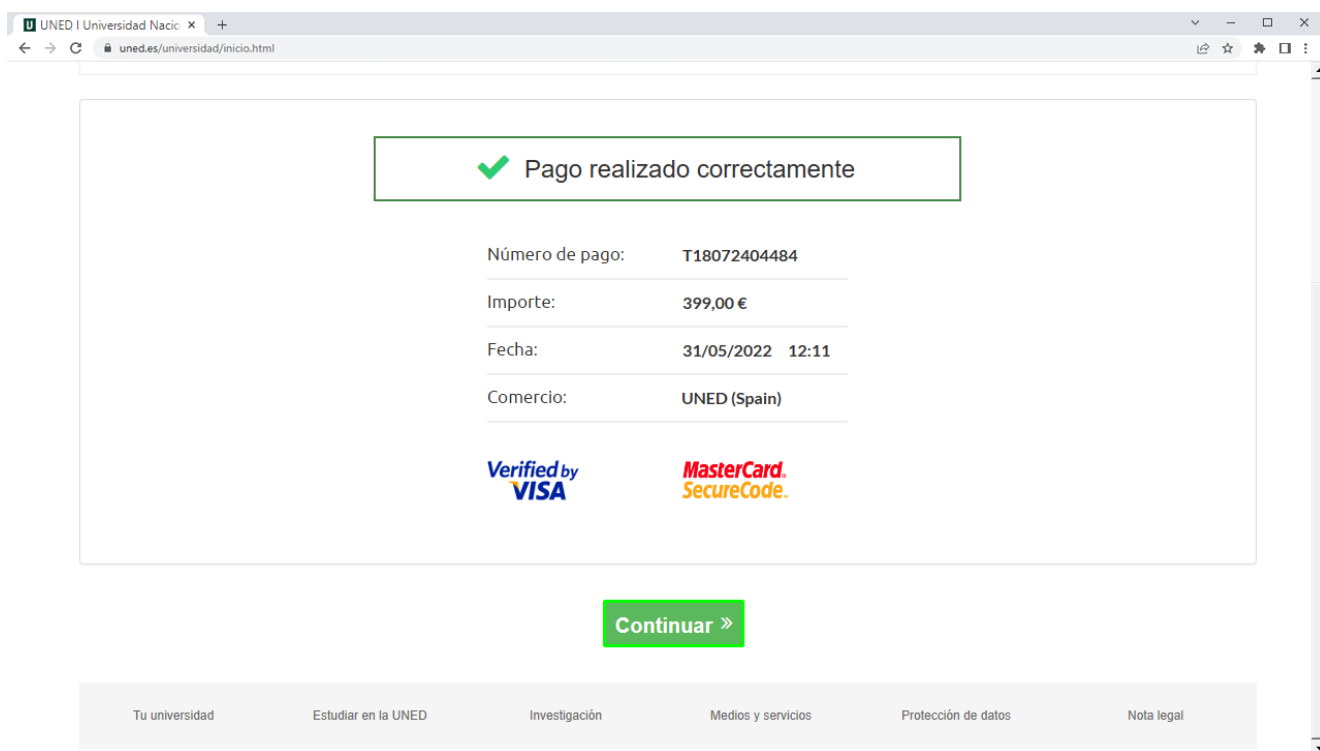 UNED I Universidad Nacio
uned.es/universidad/inicio.html
Pago realizado correctamente
Número de pago: T18072404484
Importe: 399,00 €
Fecha: 31/05/2022 12:11
Comercio: UNED (Spain)
Verified by
VISA
MasterCard.
SecureCode.
Continuar »
Tu universidad Estudiar en la UNED Investigación Medios y servicios Protección de datos Nota legal